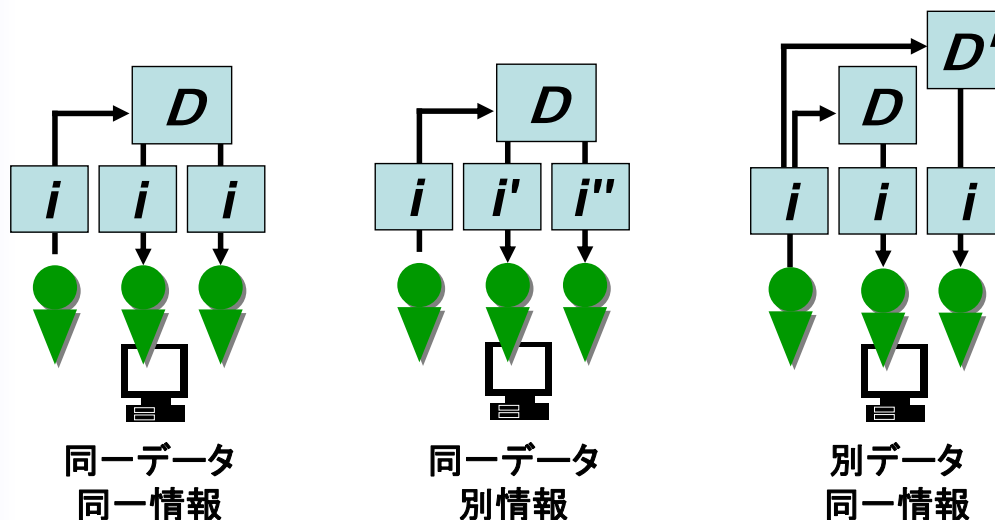 D
i i i
同一データ
同一情報
D
i i' i''
同一データ
別情報
D'
D
i i i
別データ
同一情報